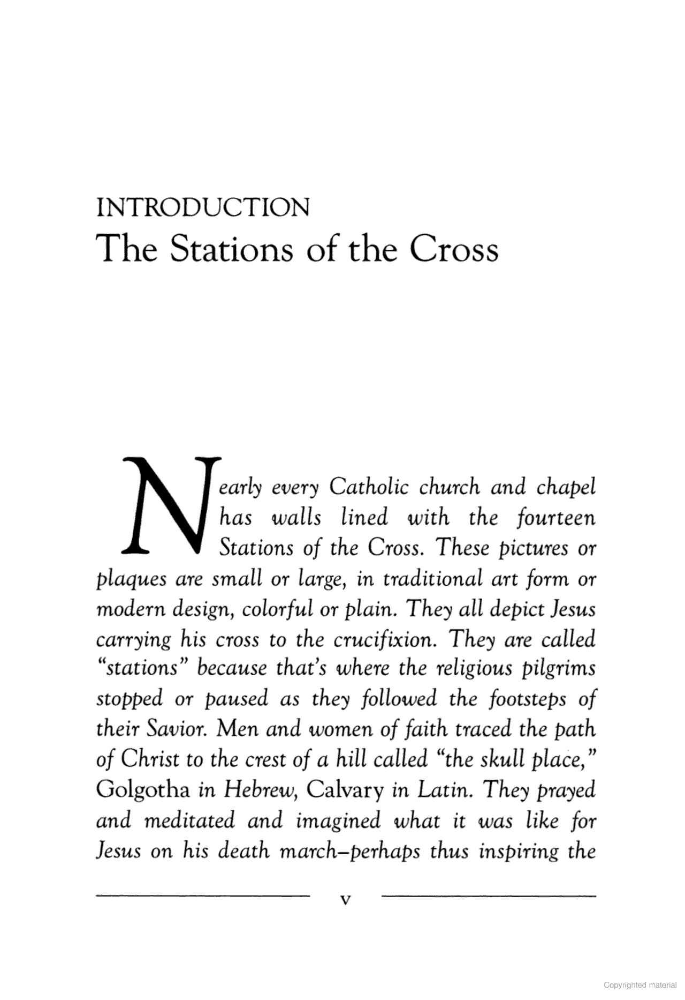 INTRODUCTION
The Stations of the Cross
Nearly every Catholic church and chapel
has walls lined with the fourteen
Stations of the Cross. These pictures or
plaques are small or large, in traditional art form or
modern design, colorful or plain. They all depict Jesus
carrying his cross to the crucifixion. They are called
“stations” because that’s where the religious pilgrims
stopped or paused as they followed the footsteps of
their Savior. Men and women of faith traced the path
of Christ to the crest of a hill called “the skull place,”
Golgotha in Hebrew, Calvary in Latin. They prayed
and meditated and imagined what it was like for
Jesus on his death march–perhaps thus inspiring the
v
Copyrighted material